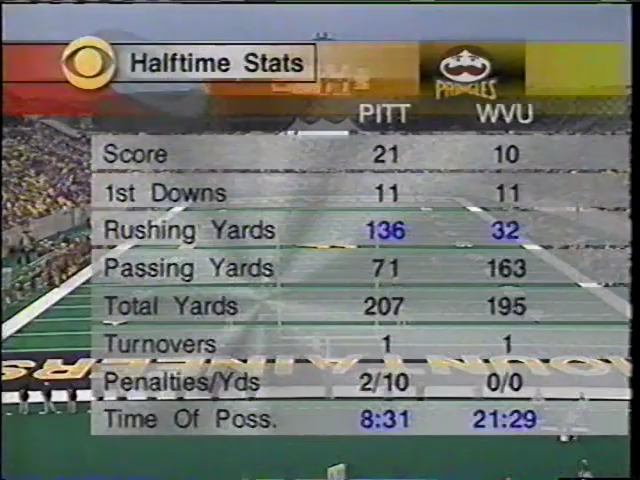 Halftime Stats
PRINGLES
PITT WVU
Score 21 10
1st Downs 11 11
Rushing Yards 136 32
Passing Yards 71 163
Total Yards 207 195
Turnovers 1 1
Penalties/Yds 2/10 0/0
Time Of Poss. 8:31 21:29
MOUNTAINEERS